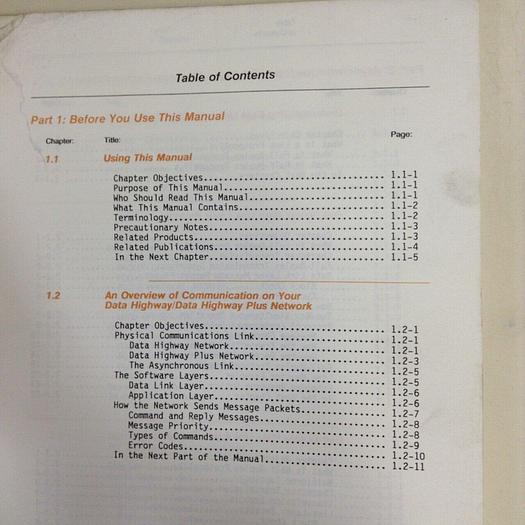 Table of Contents
Part 1: Before You Use This Manual
Chapter: Title: Page:
1.1 Using This Manual
Chapter Objectives 1.1-1
Purpose of This Manual 1.1-1
Who Should Read This Manual 1.1-1
What This Manual Contains 1.1-2
Terminology 1.1-2
Precautionary Notes 1.1-3
Related Products 1.1-3
Related Publications 1.1-4
In the Next Chapter 1.1-5
1.2 An Overview of Communication on Your
Data Highway/Data Highway Plus Network
Chapter Objectives 1.2-1
Physical Communications Link 1.2-1
Data Highway Network 1.2-1
Data Highway Plus Network 1.2-3
The Asynchronous Link 1.2-5
The Software Layers 1.2-5
Data Link Layer 1.2-6
Application Layer 1.2-6
How the Network Sends Message Packets 1.2-7
Command and Reply Messages 1.2-8
Message Priority 1.2-8
Types of Commands 1.2-9
Error Codes 1.2-10
In the Next Part of the Manual 1.2-11